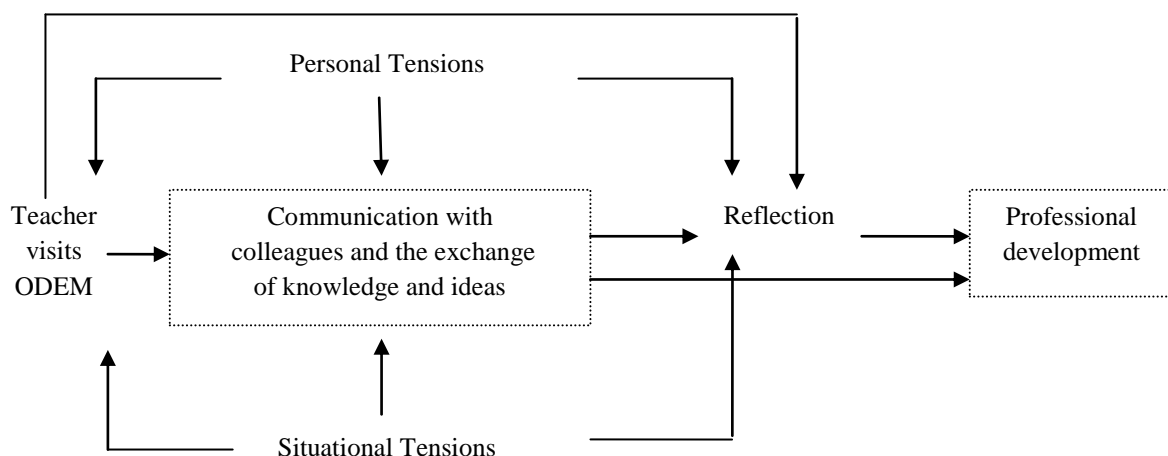 Personal Tensions
Teacher
visits
ODEM
Communication with
colleagues and the exchange
of knowledge and ideas
Reflection
Professional
development
Situational Tensions